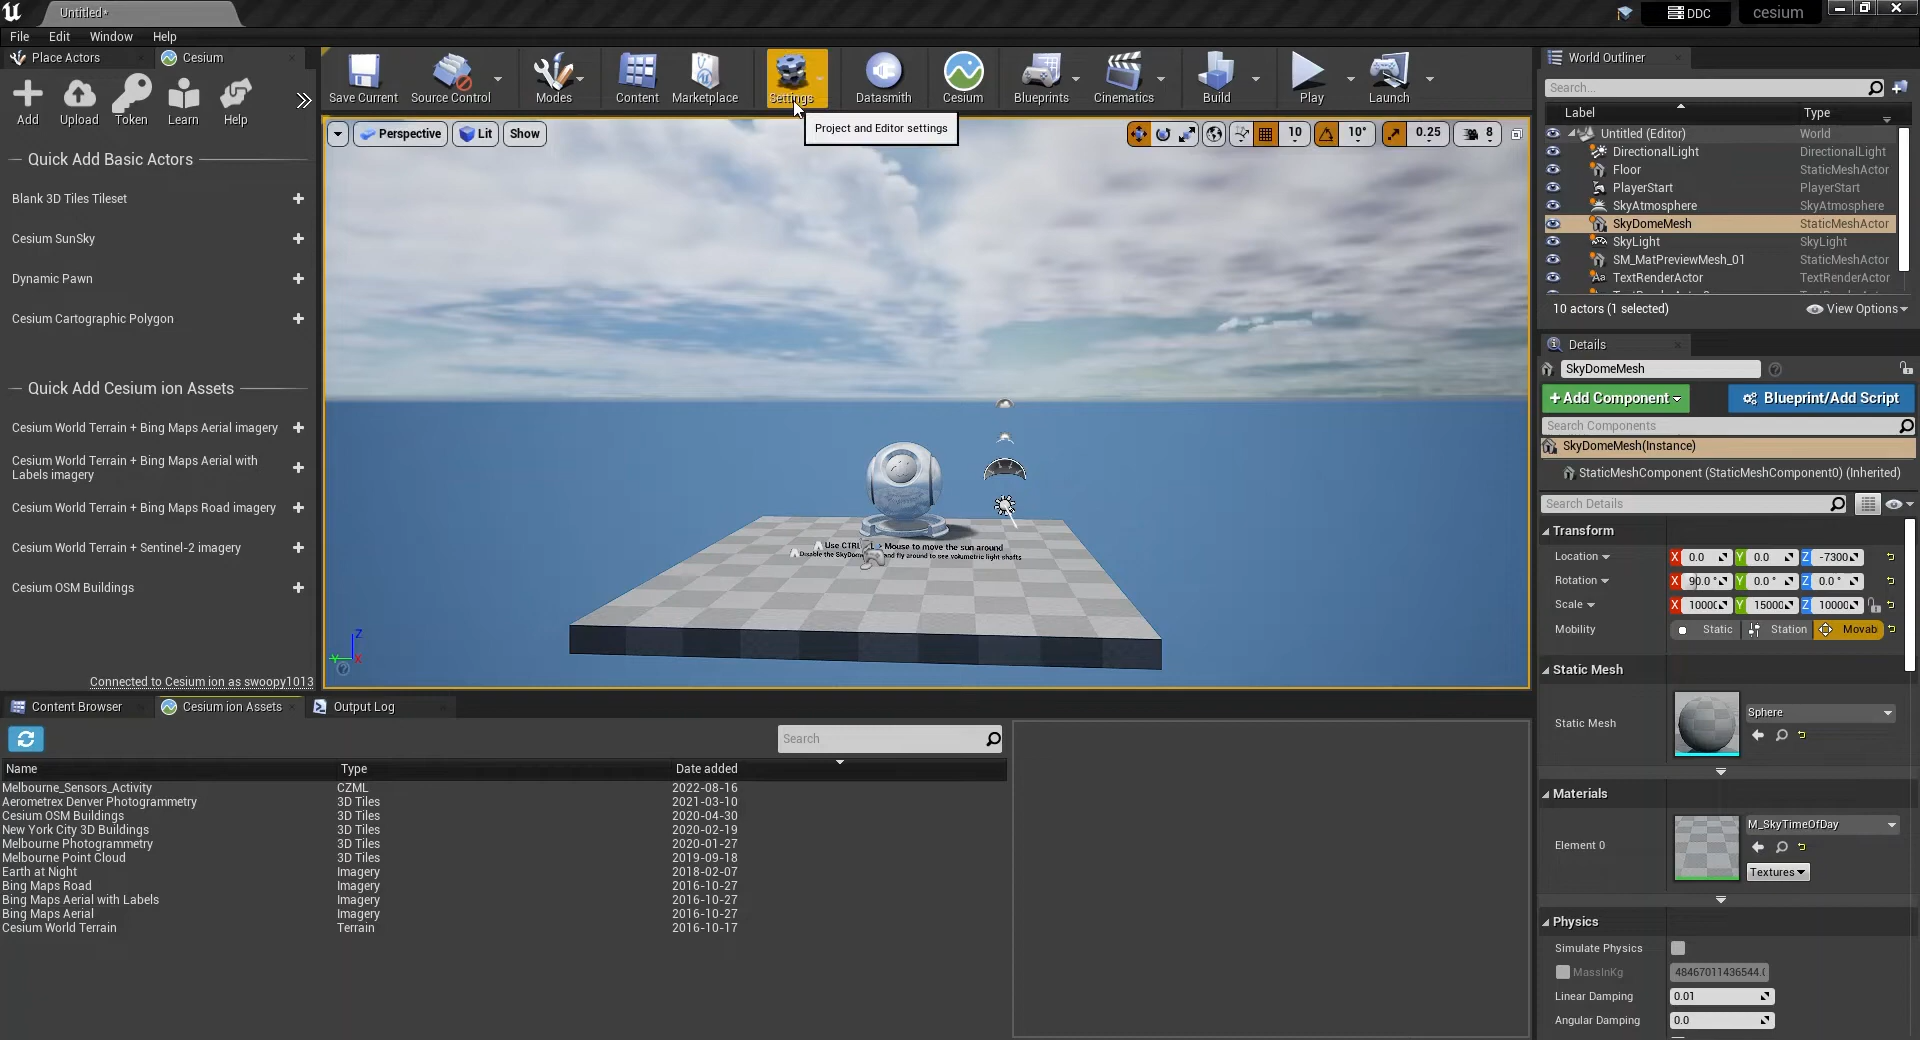 Untitled*
DDC
cesium
File Edit Window Help
Place Actors
Cesium
Add Upload Token Learn Help
Quick Add Basic Actors
Blank 3D Tiles Tileset
Cesium SunSky
Dynamic Pawn
Cesium Cartographic Polygon
Quick Add Cesium ion Assets
Cesium World Terrain + Bing Maps Aerial imagery
Cesium World Terrain + Bing Maps Aerial with
Labels imagery
Cesium World Terrain + Bing Maps Road imagery
Cesium World Terrain + Sentinel-2 imagery
Cesium OSM Buildings
Connected to Cesium ion as swoopy1013
Save Current Source Control Modes Content Marketplace Settings Datasmith Cesium Blueprints Cinematics Build Play Launch
Project and Editor settings
Perspective Lit Show
10 10° 0.25 8
Use CTRL Mouse to move the sun around
Disable the SkyDome and fly around to see volumetric light shafts
Z
Y
X
World Outliner
Search...
Label Type
Untitled (Editor) World
DirectionalLight DirectionalLight
Floor StaticMeshActor
PlayerStart PlayerStart
SkyAtmosphere SkyAtmosphere
SkyDomeMesh StaticMeshActor
SkyLight SkyLight
SM_MatPreviewMesh_01 StaticMeshActor
TextRenderActor TextRenderActor
10 actors (1 selected)
View Options
Details
SkyDomeMesh
+Add Component
Blueprint/Add Script
Search Components
SkyDomeMesh(Instance)
StaticMeshComponent (StaticMeshComponent0) (Inherited)
Search Details
Transform
Location X 0.0 Y 0.0 Z -7300
Rotation X 90.0 ° Y 0.0 ° Z 0.0 °
Scale X 10000 Y 15000 Z 10000
Mobility Static Station Movab
Static Mesh
Static Mesh
Sphere
Materials
Element 0
M_SkyTimeOfDay
Textures
Physics
Simulate Physics
MassInKg 48467011436544.0
Linear Damping 0.01
Angular Damping 0.0
Content Browser
Cesium ion Assets
Output Log
Search
Name Type Date added
Melbourne_Sensors_Activity CZML 2022-08-16
Aerometrex Denver Photogrammetry 3D Tiles 2021-03-10
Cesium OSM Buildings 3D Tiles 2020-04-30
New York City 3D Buildings 3D Tiles 2020-02-19
Melbourne Photogrammetry 3D Tiles 2020-01-27
Melbourne Point Cloud 3D Tiles 2019-09-18
Earth at Night Imagery 2018-02-07
Bing Maps Road Imagery 2016-10-27
Bing Maps Aerial with Labels Imagery 2016-10-27
Bing Maps Aerial Imagery 2016-10-27
Cesium World Terrain Terrain 2016-10-17